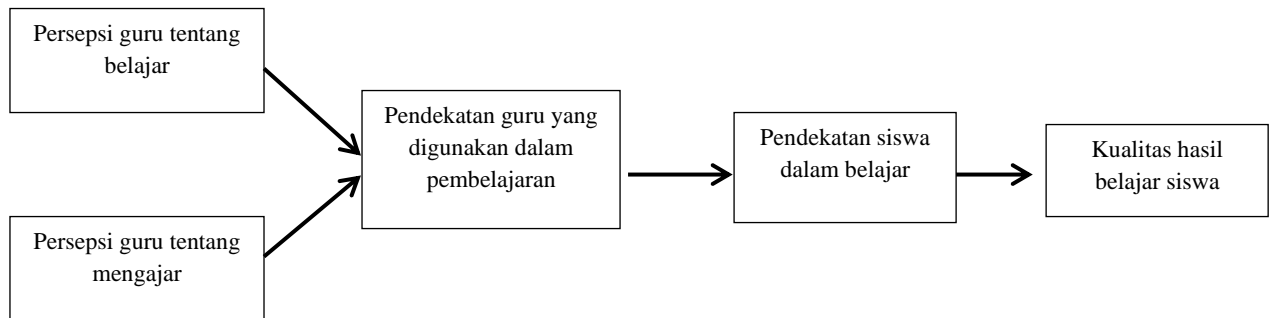 Persepsi guru tentang
belajar
Persepsi guru tentang
mengajar
Pendekatan guru yang
digunakan dalam
pembelajaran
Pendekatan siswa
dalam belajar
Kualitas hasil
belajar siswa